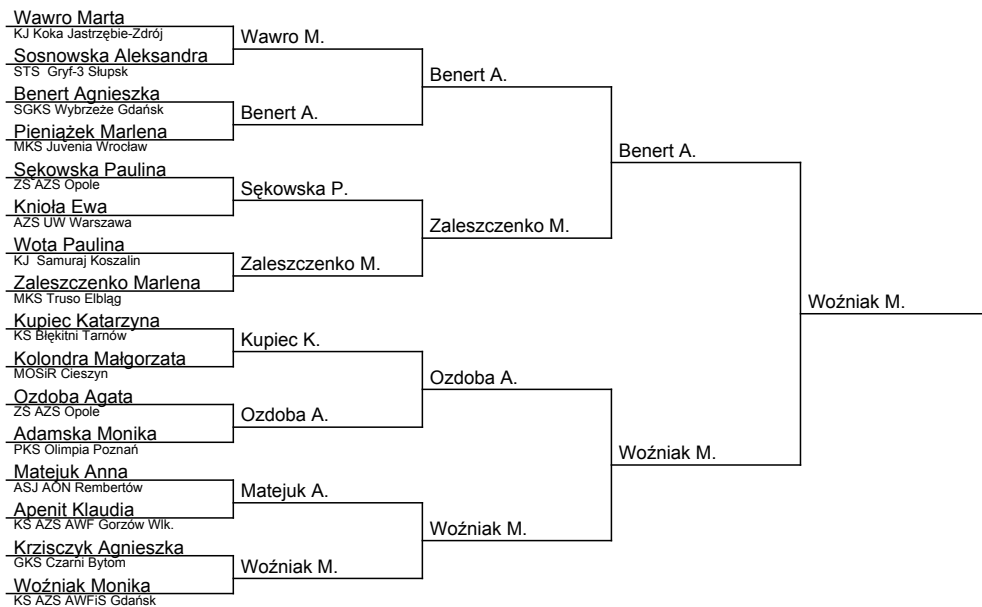 Wawro Marta
KJ Koka Jastrzębie-Zdrój
Sosnowska Aleksandra
STS Gryf-3 Słupsk
Benert Agnieszka
SGKS Wybrzeże Gdańsk
Pieniążek Marlena
MKS Juvenia Wrocław
Sękowska Paulina
ZS AZS Opole
Knioła Ewa
AZS UW Warszawa
Wota Paulina
KJ Samuraj Koszalin
Zaleszczenko Marlena
MKS Truso Elbląg
Kupiec Katarzyna
KS Błękitni Tarnów
Kolondra Małgorzata
MOSiR Cieszyn
Ozdoba Agata
ZS AZS Opole
Adamska Monika
PKS Olimpia Poznań
Matejuk Anna
ASJ AON Rembertów
Apenit Klaudia
KS AZS AWF Gorzów Wlk.
Krzisczyk Agnieszka
GKS Czarni Bytom
Woźniak Monika
KS AZS AWFiS Gdańsk
Wawro M.
Benert A.
Sękowska P.
Zaleszczenko M.
Kupiec K.
Ozdoba A.
Matejuk A.
Woźniak M.
Benert A.
Zaleszczenko M.
Ozdoba A.
Woźniak M.
Benert A.
Woźniak M.
Woźniak M.